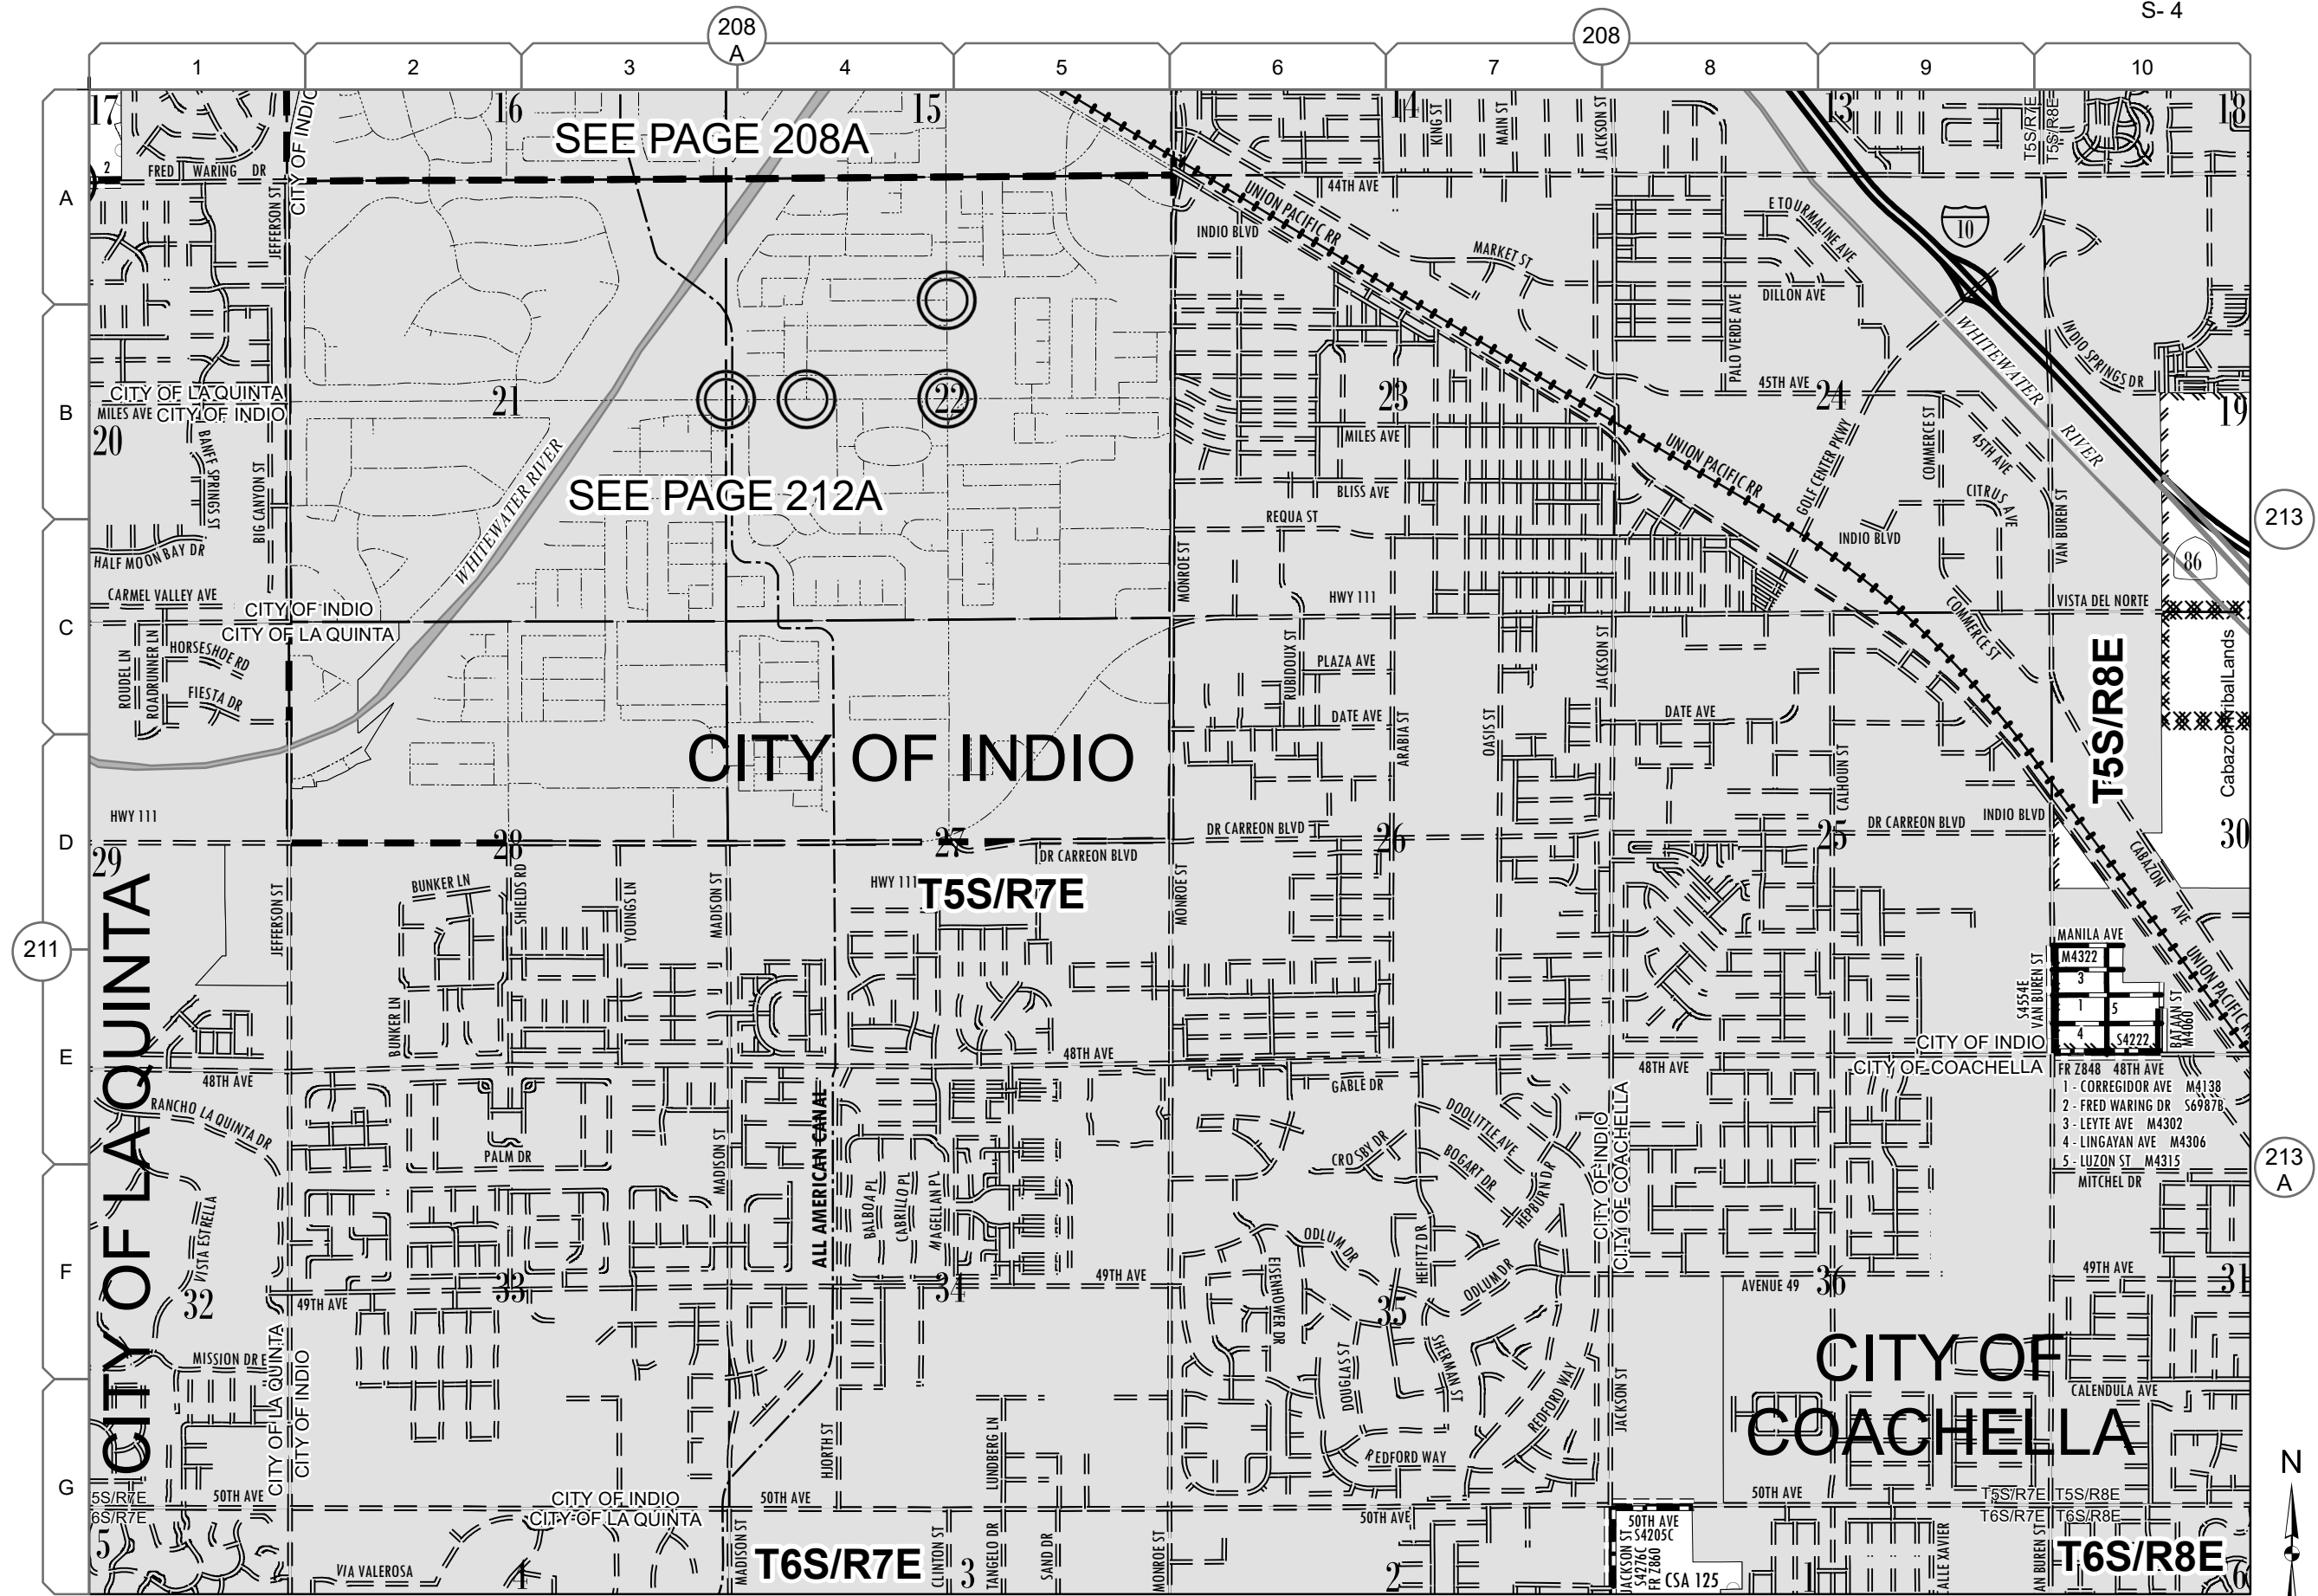 S- 4
208
A
208
1
2
3
4
5
6
7
8
9
10
A
B
C
D
E
F
G
211
213
213
A
N
17
16
15
14
13
18
SEE PAGE 208A
CITY OF INDIO
T5S/R7E
T5S/R8E
KING ST
MAIN ST
JACKSON ST
2
FRED WARING DR
JEFFERSON ST
44TH AVE
UNION PACIFIC RR
INDIO BLVD
MARKET ST
E TOURMALINE AVE
10
DILLON AVE
PALO VERDE AVE
WHITEWATER
RIVER
INDIO SPRINGS DR
45TH AVE
CITY OF LA QUINTA
MILES AVE
CITY OF INDIO
20
21
22
23
24
19
BANFF SPRINGS ST
BIG CANYON ST
WHITEWATER RIVER
SEE PAGE 212A
MILES AVE
BLISS AVE
REQUA ST
UNION PACIFIC RR
GOLF CENTER PKWY
COMMERCE ST
45TH AVE
CITRUS AVE
VAN BUREN ST
INDIO BLVD
86
HALF MOON BAY DR
CARMEL VALLEY AVE
CITY OF INDIO
CITY OF LA QUINTA
MONROE ST
HWY 111
VISTA DEL NORTE
COMMERCE ST
ROUDEL LN
ROADRUNNER LN
HORSESHOE RD
FIESTA DR
RUBIDOUX ST
PLAZA AVE
DATE AVE
ARABIA ST
OASIS ST
JACKSON ST
DATE AVE
CALHOUN ST
T5S/R8E
Cabazon Tribal Lands
CITY OF INDIO
HWY 111
DR CARREON BLVD
DR CARREON BLVD
INDIO BLVD
29
28
27
26
25
30
DR CARREON BLVD
HWY 111
T5S/R7E
CITY OF LA QUINTA
JEFFERSON ST
BUNKER LN
SHIELDS RD
YOUNGS LN
MADISON ST
MONROE ST
CABAZON AVE
MANILA AVE
M4322
3
1
5
4
S4222
S4554E
VAN BUREN ST
BATAAN ST
M4060
UNION PACIFIC
BUNKER LN
48TH AVE
48TH AVE
48TH AVE
CITY OF INDIO
CITY OF COACHELLA
FR Z848 48TH AVE
1 - CORREGIDOR AVE M4138
2 - FRED WARING DR S6987B
3 - LEYTE AVE M4302
4 - LINGAYAN AVE M4306
5 - LUZON ST M4315
MITCHEL DR
RANCHO LA QUINTA DR
PALM DR
MADISON ST
ALL AMERICAN CANAL
GABLE DR
DOOLITTLE AVE
CROSBY DR
BOGART DR
HEPBURN DR
CITY OF INDIO
CITY OF COACHELLA
VISTA ESTRELLA
BALBOA PL
CABRILLO PL
MAGELLAN PL
ODLUM DR
HEIFITZ DR
ODLUM DR
EISENHOWER DR
32
33
34
35
36
31
49TH AVE
49TH AVE
AVENUE 49
49TH AVE
MISSION DR E
CITY OF LA QUINTA
CITY OF INDIO
DOUGLAS ST
SHERMAN ST
REDFORD WAY
REDFORD WAY
JACKSON ST
CITY OF
COACHELLA
CALENDULA AVE
HJORTH ST
LUNDBERG LN
5S/R7E
6S/R7E
50TH AVE
CITY OF INDIO
CITY OF LA QUINTA
50TH AVE
50TH AVE
50TH AVE
T5S/R7E
T5S/R8E
T6S/R7E
T6S/R8E
5
4
3
2
1
6
VIA VALEROSA
MADISON ST
T6S/R7E
CLINTON ST
TANGELO DR
SAND DR
MONROE ST
JACKSON ST
S4276C
FR Z860
50TH AVE
S4205C
CSA 125
T6S/R8E